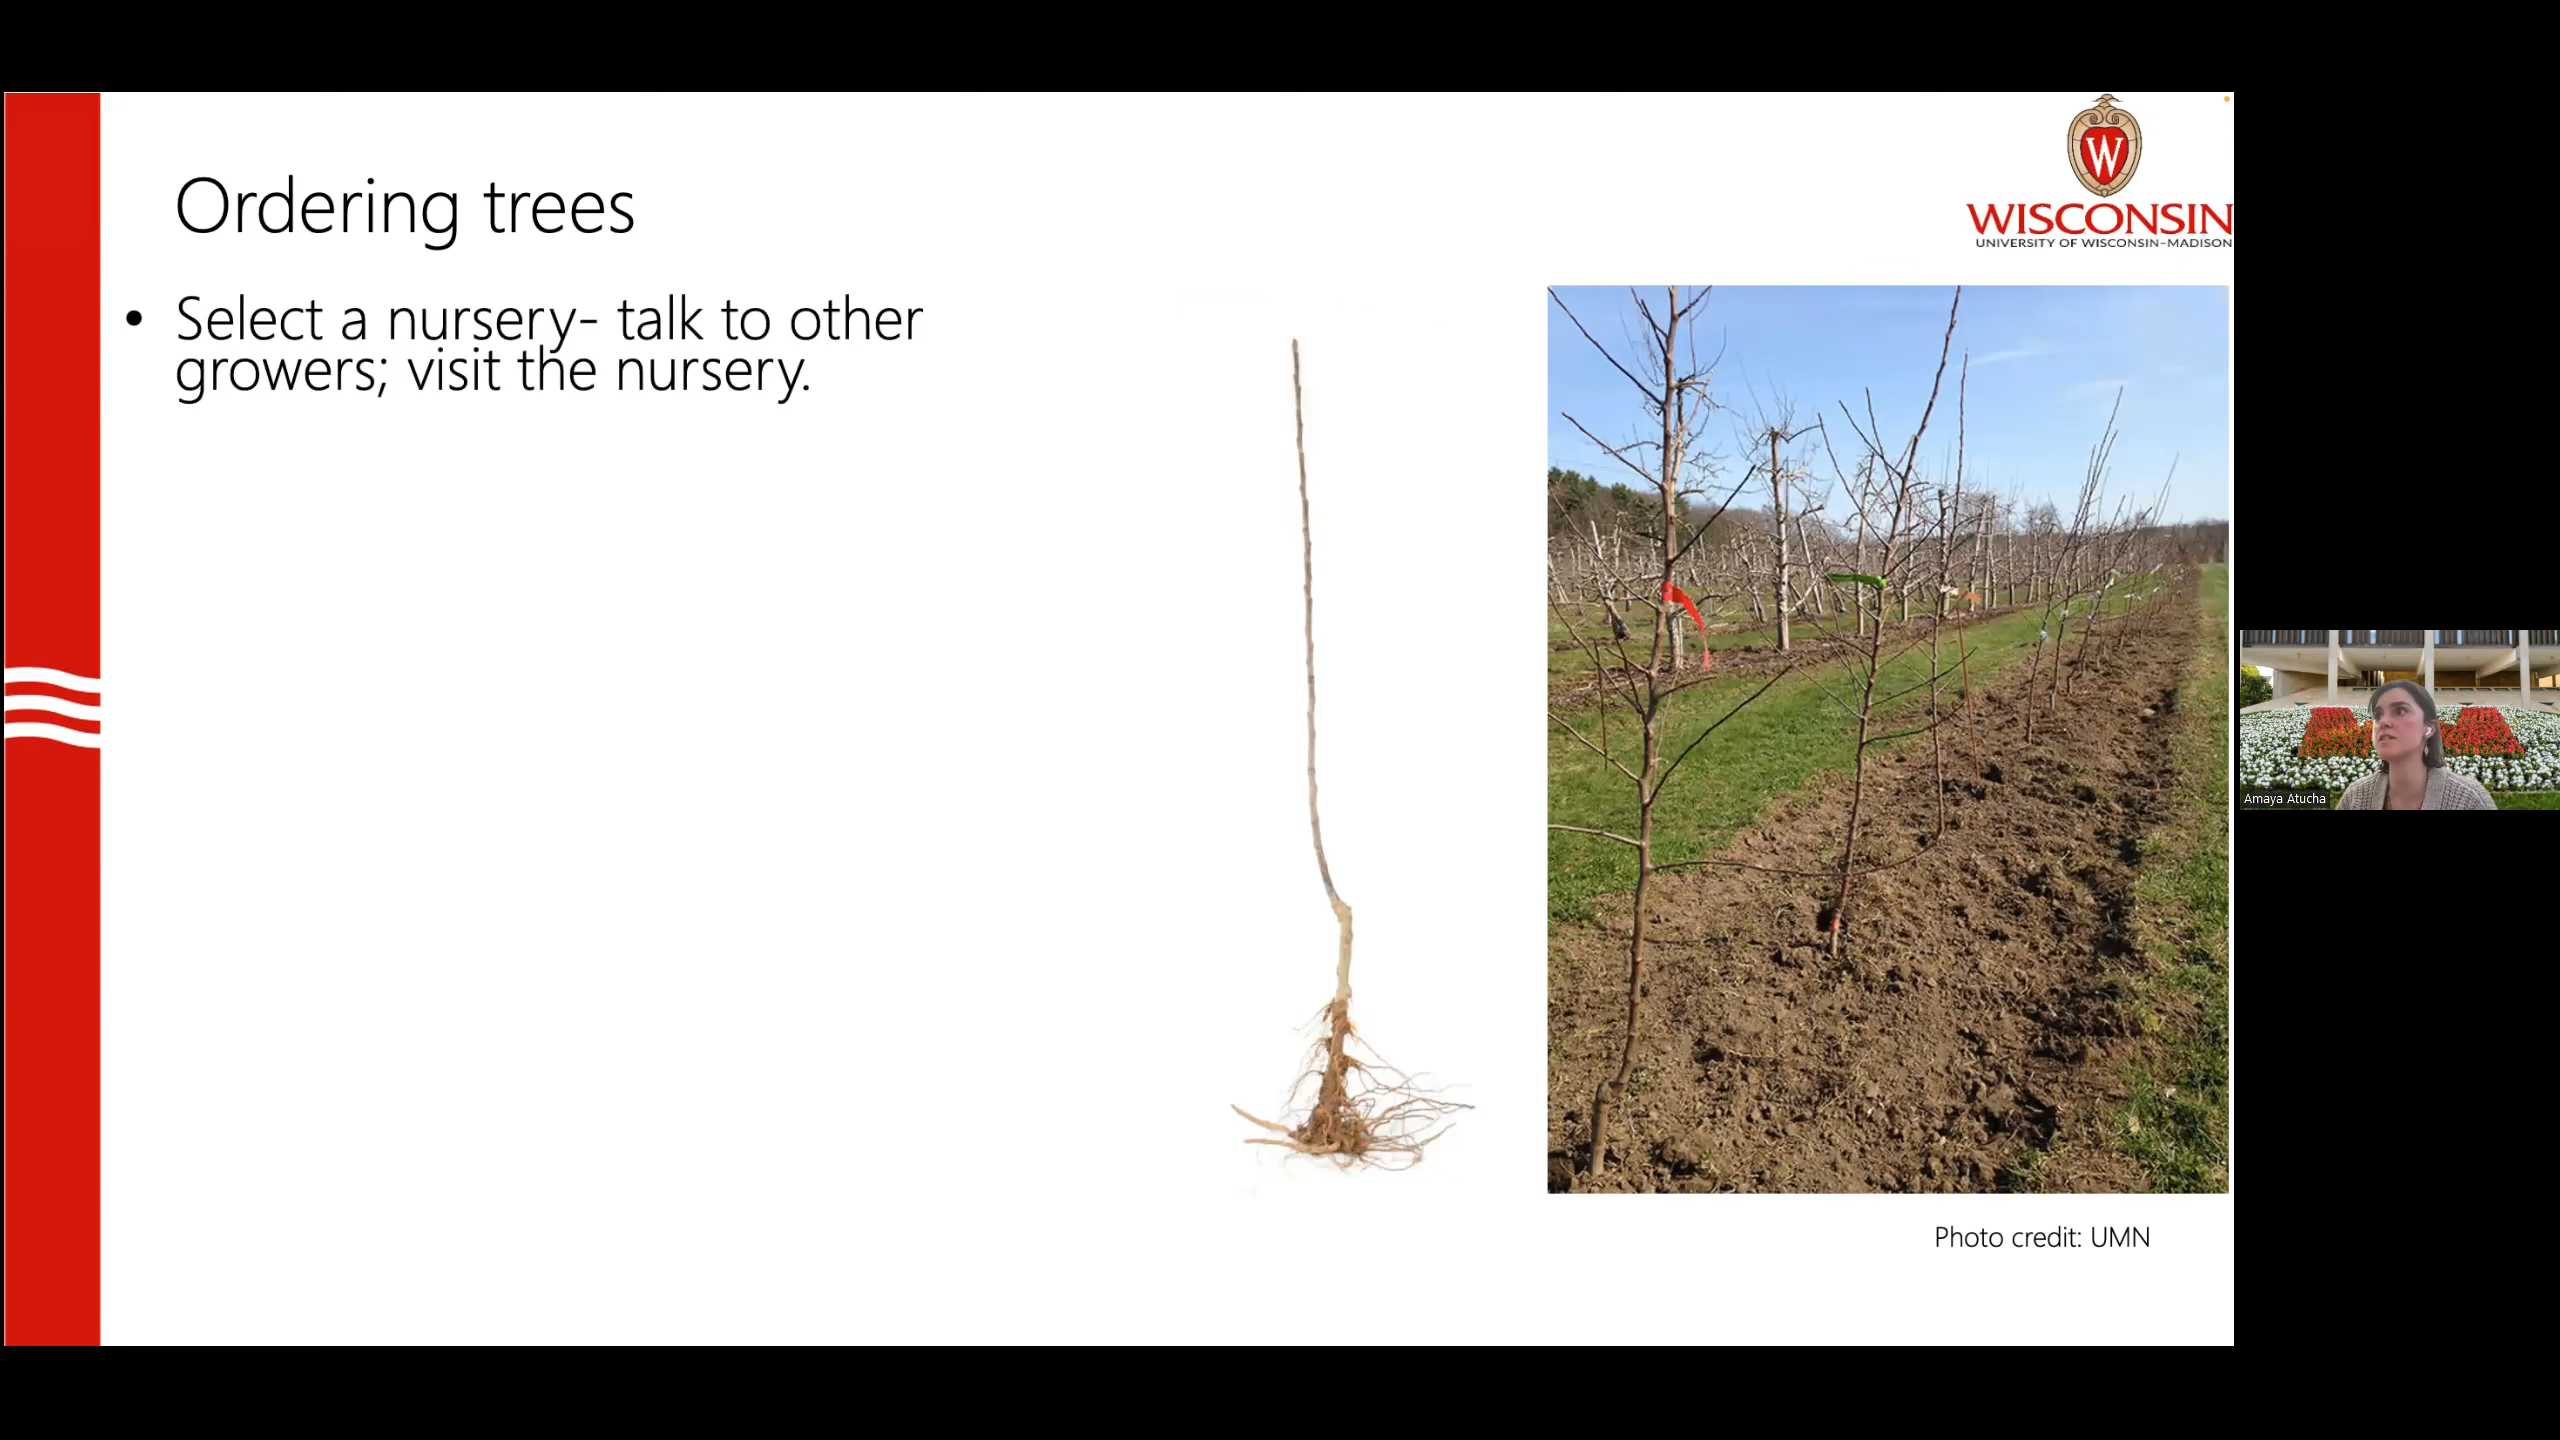 Ordering trees
W
WISCONSIN
UNIVERSITY OF WISCONSIN–MADISON
• Select a nursery- talk to other
growers; visit the nursery.
Photo credit: UMN
Amaya Atucha